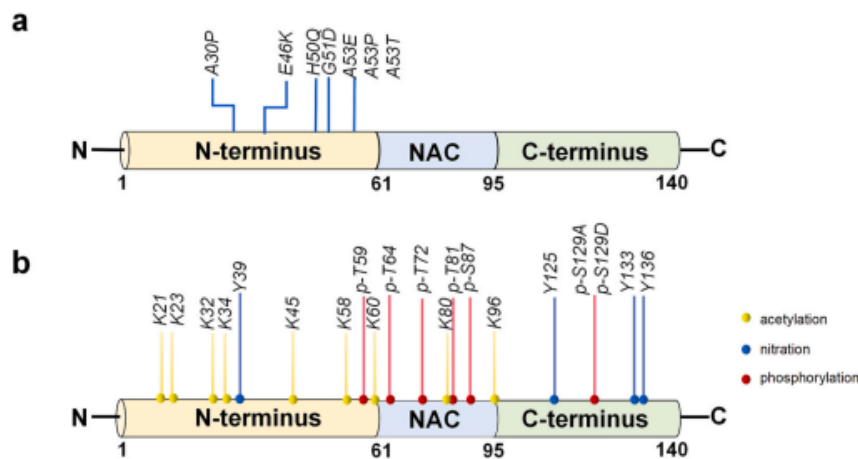 a
A30P
E46K
H50Q
G51D
A53E
A53P
A53T
N
N-terminus
NAC
C-terminus
C
1
61
95
140
b
K21
K23
K32
K34
Y39
K45
K58
p-T59
K60
p-T64
p-T72
K80
p-T81
p-S87
K96
Y125
p-S129A
p-S129D
Y133
Y136
acetylation
nitration
phosphorylation
N
N-terminus
NAC
C-terminus
C
1
61
95
140